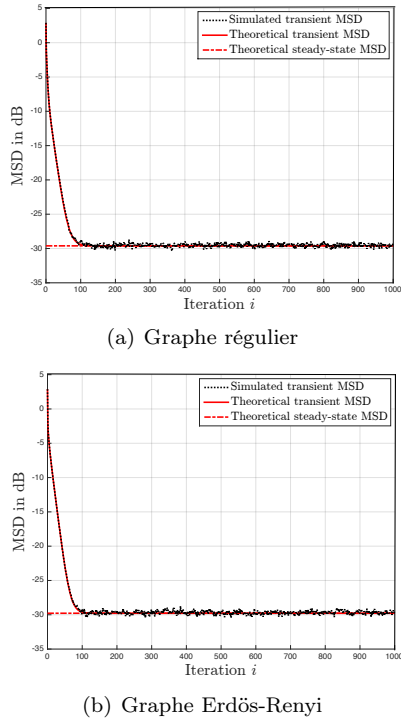 5
0
-5
-10
-15
-20
-25
-30
-35
MSD in dB
Simulated transient MSD
Theoretical transient MSD
Theoretical steady-state MSD
0 100 200 300 400 500 600 700 800 900 1000
Iteration i
(a) Graphe régulier
5
0
-5
-10
-15
-20
-25
-30
-35
MSD in dB
Simulated transient MSD
Theoretical transient MSD
Theoretical steady-state MSD
0 100 200 300 400 500 600 700 800 900 1000
Iteration i
(b) Graphe Erdös-Renyi